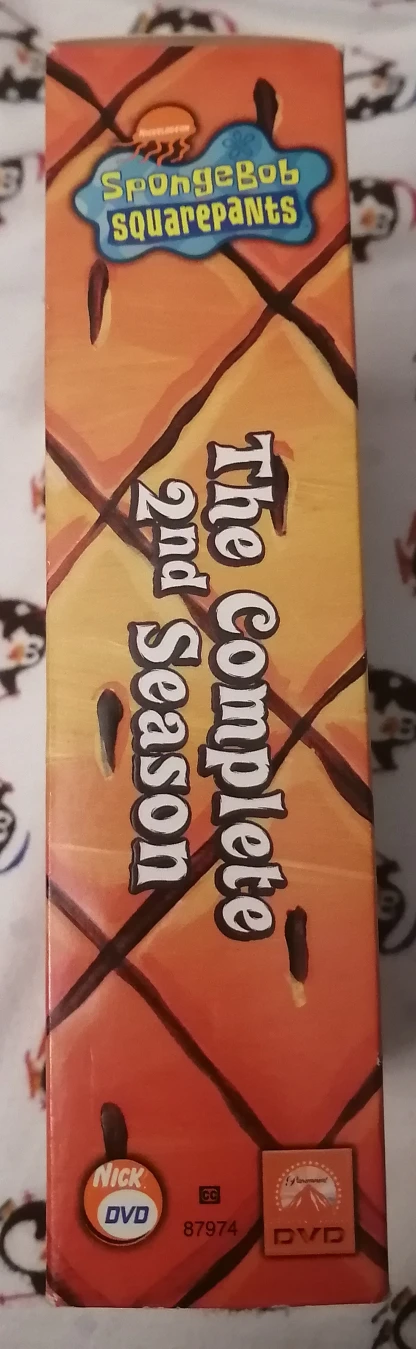 NICKELODEON
SpongeBob
SquarePants
The Complete
2nd Season
NICK
DVD
CC
87974
Paramount
DVD